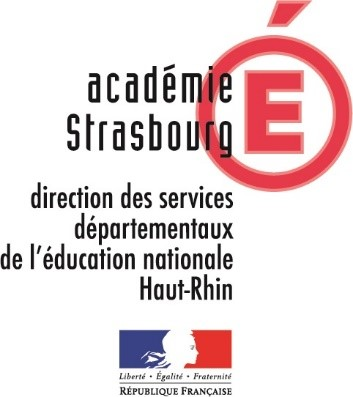 académie
Strasbourg
É
direction des services
départementaux
de l'éducation nationale
Haut-Rhin
Liberté • Égalité • Fraternité
RÉPUBLIQUE FRANÇAISE